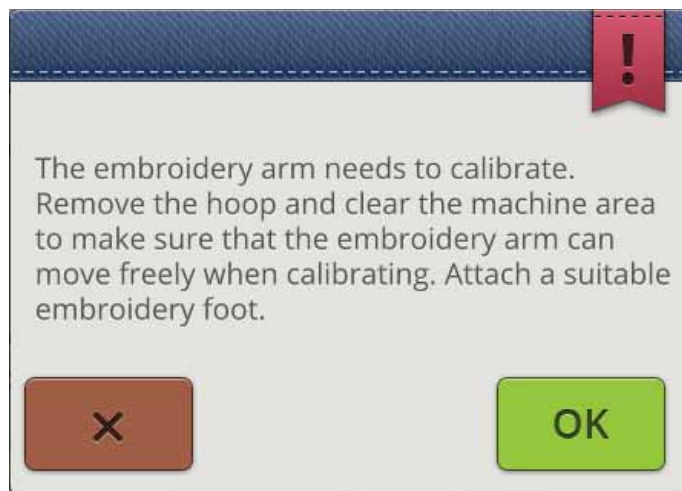 !
The embroidery arm needs to calibrate.
Remove the hoop and clear the machine area
to make sure that the embroidery arm can
move freely when calibrating. Attach a suitable
embroidery foot.
OK